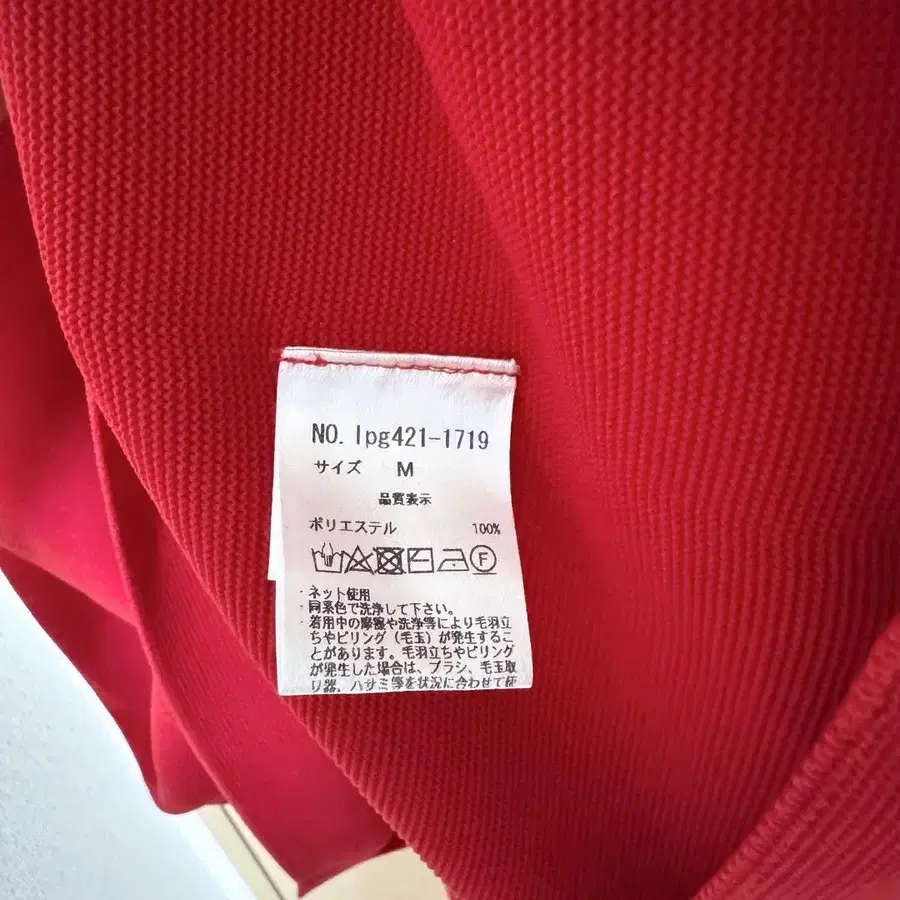 NO. lpg421-1719
サイズ M
品質表示
ポリエステル 100%
F
・ネット使用
・同系色で洗浄して下さい。
・着用中の摩擦や洗浄等により毛羽立
ちやピリング（毛玉）が発生するこ
とがあります。毛羽立ちやピリング
が発生した場合は、ブラシ、毛玉取
り器、ハサミ等を状況に合わせて